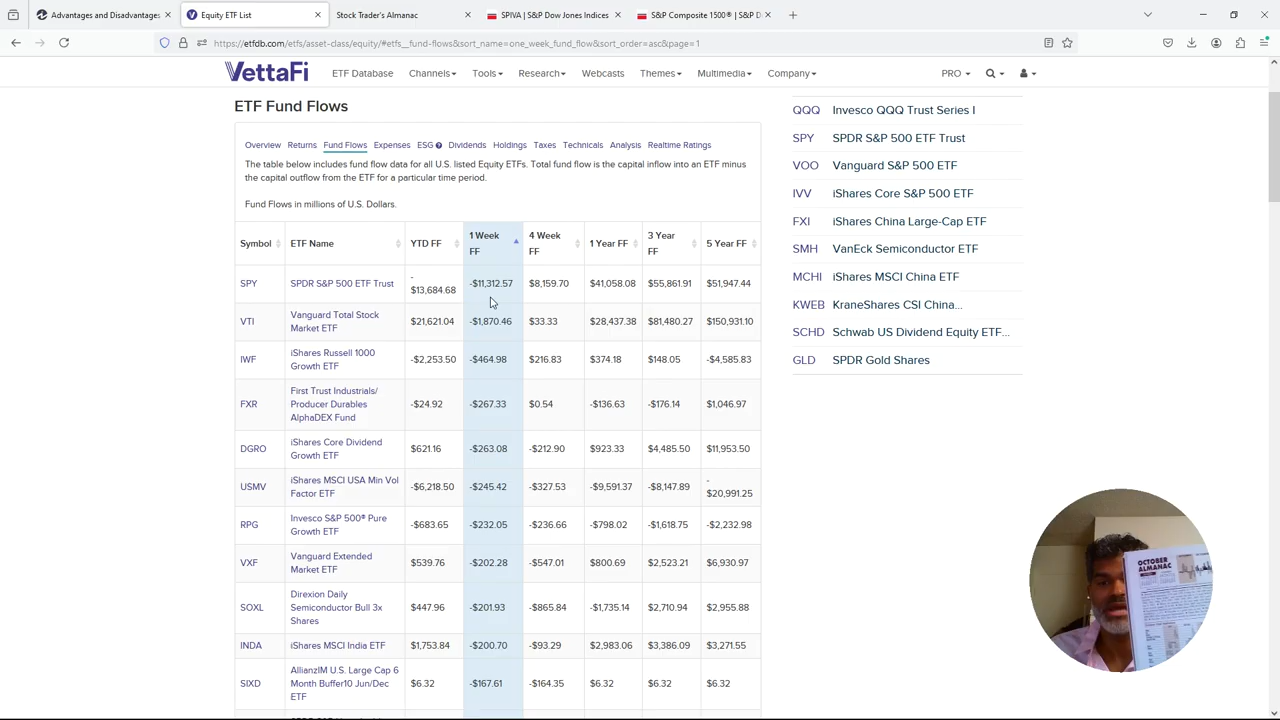 Advantages and Disadvantages
Equity ETF List
Stock Trader's Almanac
SPIVA | S&P Dow Jones Indices
S&P Composite 1500® | S&P D
https://etfdb.com/etfs/asset-class/equity/#etfs__fund-flows&sort_name=one_week_fund_flow&sort_order=asc&page=1
VettaFi
ETF Database
Channels
Tools
Research
Webcasts
Themes
Multimedia
Company
PRO
ETF Fund Flows
Overview Returns Fund Flows Expenses ESG Dividends Holdings Taxes Technicals Analysis Realtime Ratings
The table below includes fund flow data for all U.S. listed Equity ETFs. Total fund flow is the capital inflow into an ETF minus
the capital outflow from the ETF for a particular time period.
Fund Flows in millions of U.S. Dollars.
Symbol ETF Name YTD FF 1 Week FF 4 Week FF 1 Year FF 3 Year FF 5 Year FF
SPY SPDR S&P 500 ETF Trust -$13,684.68 -$11,312.57 $8,159.70 $41,058.08 $55,861.91 $51,947.44
VTI Vanguard Total Stock Market ETF $21,621.04 -$1,870.46 $33.33 $28,437.38 $81,480.27 $150,931.10
IWF iShares Russell 1000 Growth ETF -$2,253.50 -$464.98 $216.83 $374.18 $148.05 -$4,585.83
FXR First Trust Industrials/ Producer Durables AlphaDEX Fund -$24.92 -$267.33 $0.54 -$136.63 -$176.14 $1,046.97
DGRO iShares Core Dividend Growth ETF $621.16 -$263.08 -$212.90 $923.33 $4,485.50 $11,953.50
USMV iShares MSCI USA Min Vol Factor ETF -$6,218.50 -$245.42 -$327.53 -$9,591.37 -$8,147.89 -$20,991.25
RPG Invesco S&P 500® Pure Growth ETF -$683.65 -$232.05 -$236.66 -$798.02 -$1,618.75 -$2,232.98
VXF Vanguard Extended Market ETF $539.76 -$202.28 -$547.01 $800.69 $2,523.21 $6,930.97
SOXL Direxion Daily Semiconductor Bull 3x Shares $447.96 -$201.93 -$865.84 -$1,735.14 $2,710.94 $2,955.88
INDA iShares MSCI India ETF $1,753.84 -$200.70 -$93.29 $2,983.06 $3,386.09 $3,271.55
SIXD AllianzIM U.S. Large Cap 6 Month Buffer10 Jun/Dec ETF $6.32 -$167.61 -$164.35 $6.32 $6.32 $6.32
QQQ Invesco QQQ Trust Series I
SPY SPDR S&P 500 ETF Trust
VOO Vanguard S&P 500 ETF
IVV iShares Core S&P 500 ETF
FXI iShares China Large-Cap ETF
SMH VanEck Semiconductor ETF
MCHI iShares MSCI China ETF
KWEB KraneShares CSI China...
SCHD Schwab US Dividend Equity ETF...
GLD SPDR Gold Shares
OCTOBER
ALMANAC